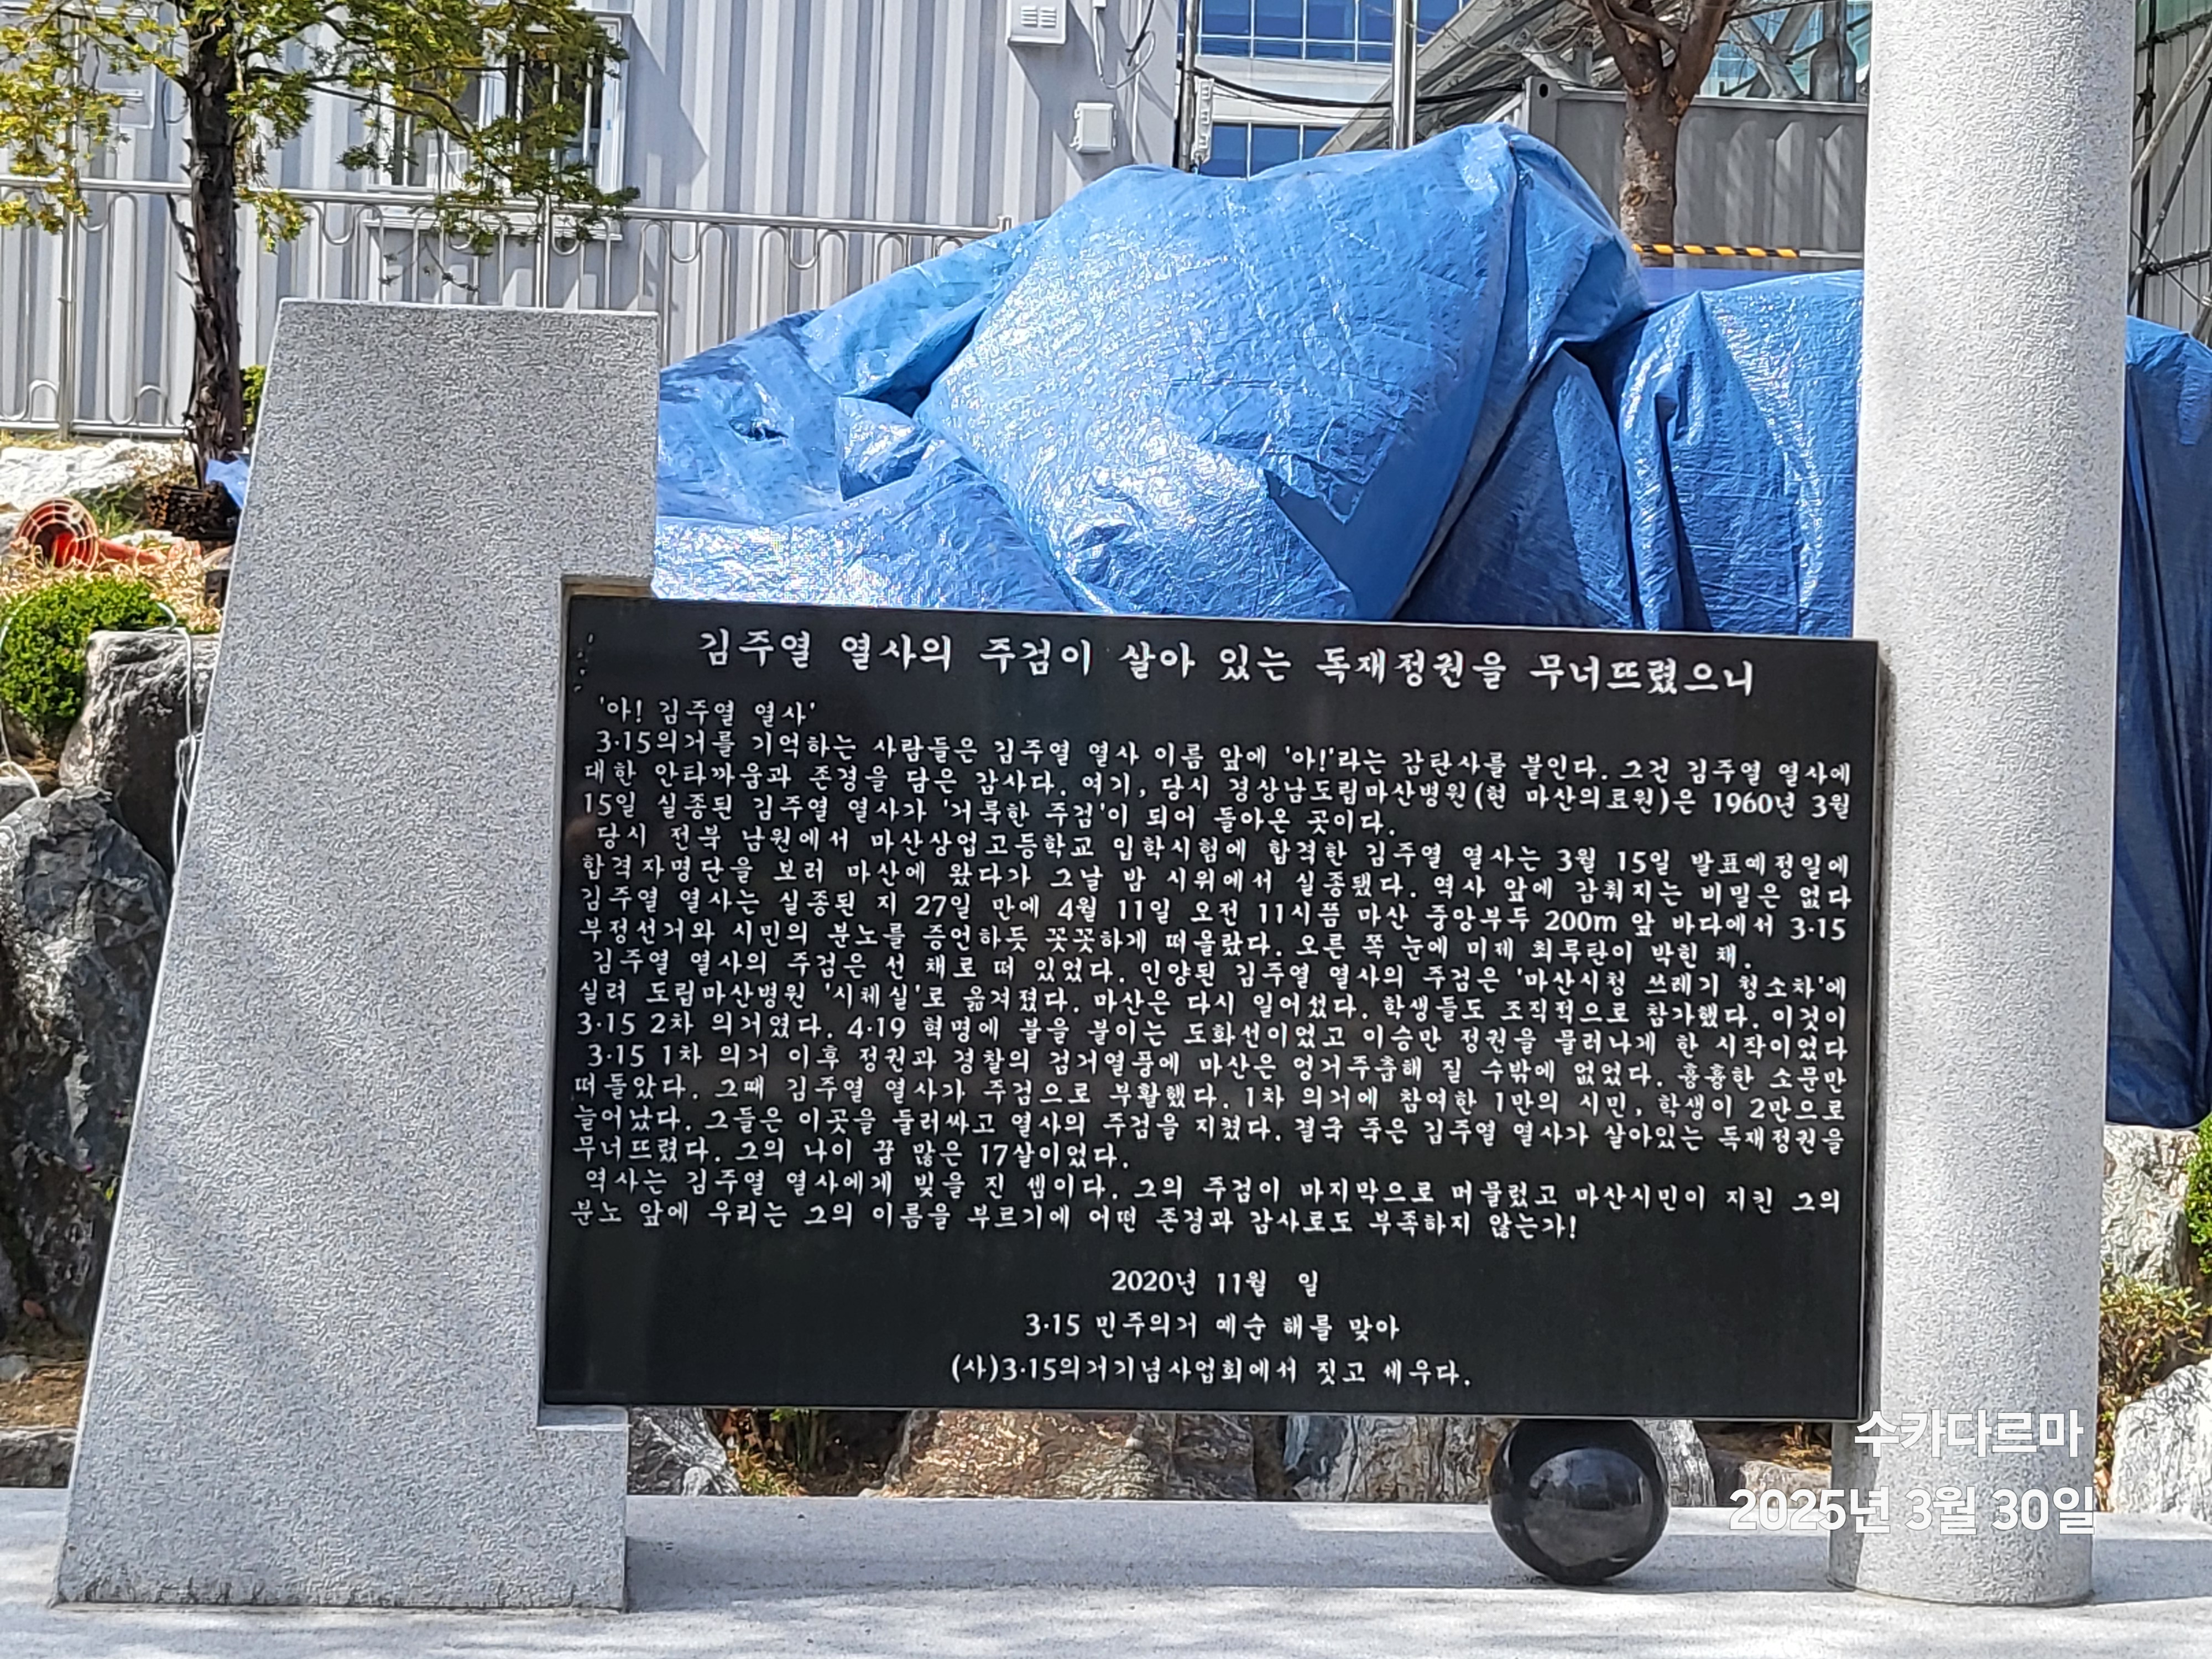 김주열 열사의 주검이 살아 있는 독재정권을 무너뜨렸으니
'아! 김주열 열사'
3·15의거를 기억하는 사람들은 김주열 열사 이름 앞에 '아!'라는 감탄사를 붙인다. 그건 김주열 열사에
대한 안타까움과 존경을 담은 감사다. 여기, 당시 경상남도립마산병원(현 마산의료원)은 1960년 3월
15일 실종된 김주열 열사가 '거룩한 주검'이 되어 돌아온 곳이다.
당시 전북 남원에서 마산상업고등학교 입학시험에 합격한 김주열 열사는 3월 15일 발표예정일에
합격자명단을 보러 마산에 왔다가 그날 밤 시위에서 실종됐다. 역사 앞에 감춰지는 비밀은 없다
김주열 열사는 실종된 지 27일 만에 4월 11일 오전 11시쯤 마산 중앙부두 200m 앞 바다에서 3·15
부정선거와 시민의 분노를 증언하듯 꼿꼿하게 떠올랐다. 오른 쪽 눈에 미제 최루탄이 박힌 채.
김주열 열사의 주검은 선 채로 떠 있었다. 인양된 김주열 열사의 주검은 '마산시청 쓰레기 청소차'에
실려 도립마산병원 '시체실'로 옮겨졌다. 마산은 다시 일어섰다. 학생들도 조직적으로 참가했다. 이것이
3·15 2차 의거였다. 4·19 혁명에 불을 붙이는 도화선이었고 이승만 정권을 물러나게 한 시작이었다
3·15 1차 의거 이후 정권과 경찰의 검거열풍에 마산은 엉거주춤해 질 수밖에 없었다. 흉흉한 소문만
떠돌았다. 그때 김주열 열사가 주검으로 부활했다. 1차 의거에 참여한 1만의 시민, 학생이 2만으로
늘어났다. 그들은 이곳을 둘러싸고 열사의 주검을 지켰다. 결국 죽은 김주열 열사가 살아있는 독재정권을
무너뜨렸다. 그의 나이 꿈 많은 17살이었다.
역사는 김주열 열사에게 빚을 진 셈이다. 그의 주검이 마지막으로 머물렀고 마산시민이 지킨 그의
분노 앞에 우리는 그의 이름을 부르기에 어떤 존경과 감사로도 부족하지 않는가!
2020년 11월 일
3·15 민주의거 예순 해를 맞아
(사)3·15의거기념사업회에서 짓고 세우다.
수카다르마
2025년 3월 30일